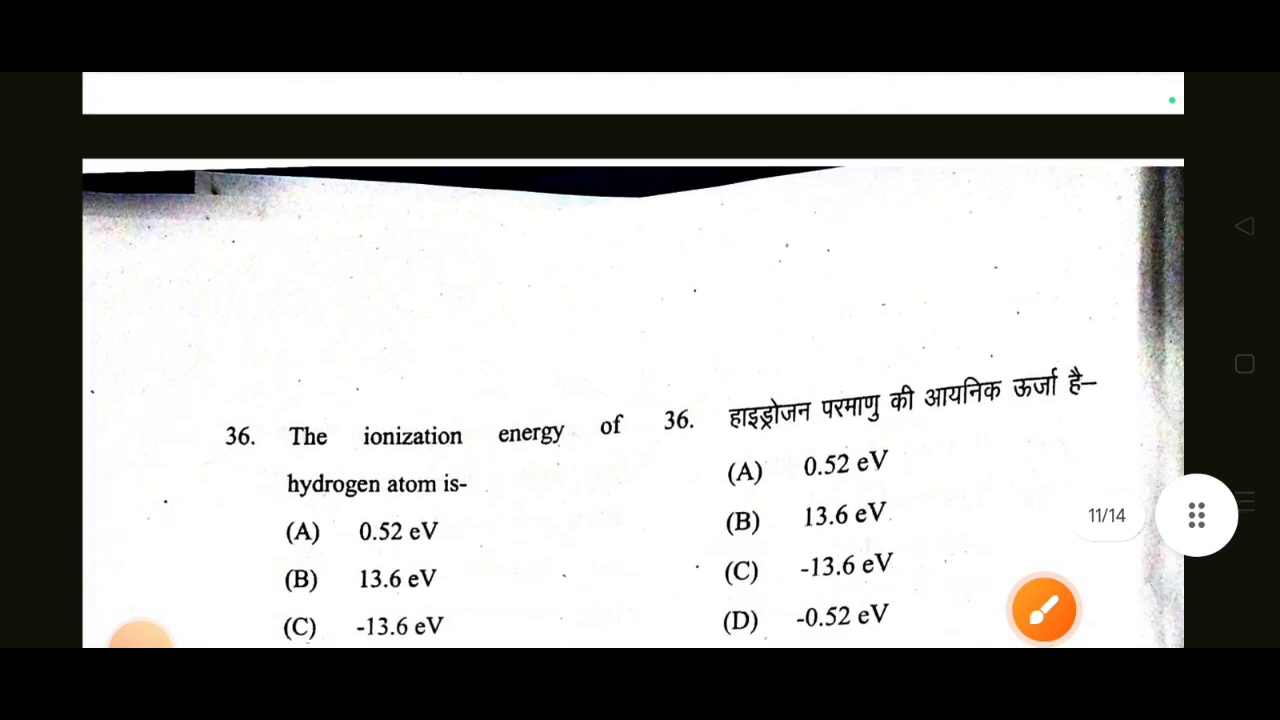 36. The ionization energy of
hydrogen atom is-
(A) 0.52 eV
(B) 13.6 eV
(C) -13.6 eV
36. हाइड्रोजन परमाणु की आयनिक ऊर्जा है–
(A) 0.52 eV
(B) 13.6 eV
(C) -13.6 eV
(D) -0.52 eV
11/14